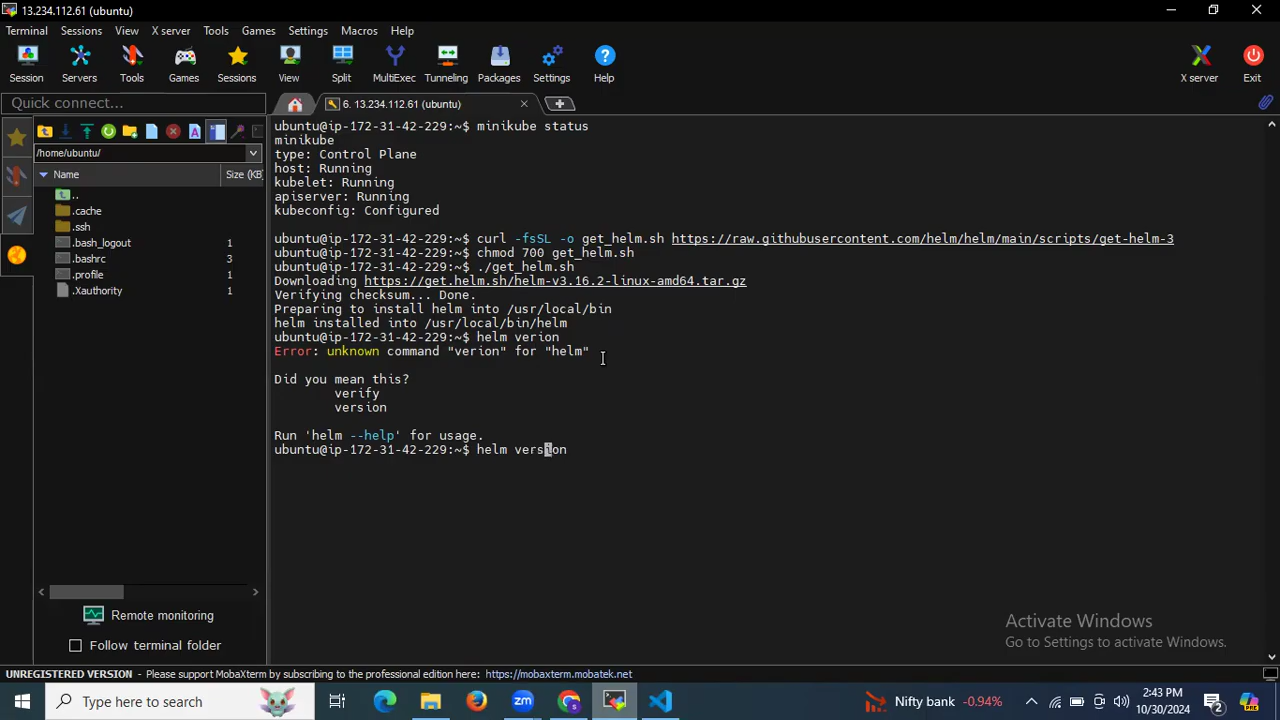 13.234.112.61 (ubuntu)
Terminal Sessions View X server Tools Games Settings Macros Help
Session Servers Tools Games Sessions View Split MultiExec Tunneling Packages Settings Help X server Exit
Quick connect...
6. 13.234.112.61 (ubuntu)
/home/ubuntu/
Name Size (KB)
..
.cache
.ssh
.bash_logout 1
.bashrc 3
.profile 1
.Xauthority 1
ubuntu@ip-172-31-42-229:~$ minikube status
minikube
type: Control Plane
host: Running
kubelet: Running
apiserver: Running
kubeconfig: Configured
ubuntu@ip-172-31-42-229:~$ curl -fsSL -o get_helm.sh https://raw.githubusercontent.com/helm/helm/main/scripts/get-helm-3
ubuntu@ip-172-31-42-229:~$ chmod 700 get_helm.sh
ubuntu@ip-172-31-42-229:~$ ./get_helm.sh
Downloading https://get.helm.sh/helm-v3.16.2-linux-amd64.tar.gz
Verifying checksum... Done.
Preparing to install helm into /usr/local/bin
helm installed into /usr/local/bin/helm
ubuntu@ip-172-31-42-229:~$ helm verion
Error: unknown command "verion" for "helm"
Did you mean this?
verify
version
Run 'helm --help' for usage.
ubuntu@ip-172-31-42-229:~$ helm version
Remote monitoring
Follow terminal folder
Activate Windows
Go to Settings to activate Windows.
UNREGISTERED VERSION - Please support MobaXterm by subscribing to the professional edition here: https://mobaxterm.mobatek.net
Type here to search
Nifty bank -0.94%
2:43 PM
10/30/2024
2